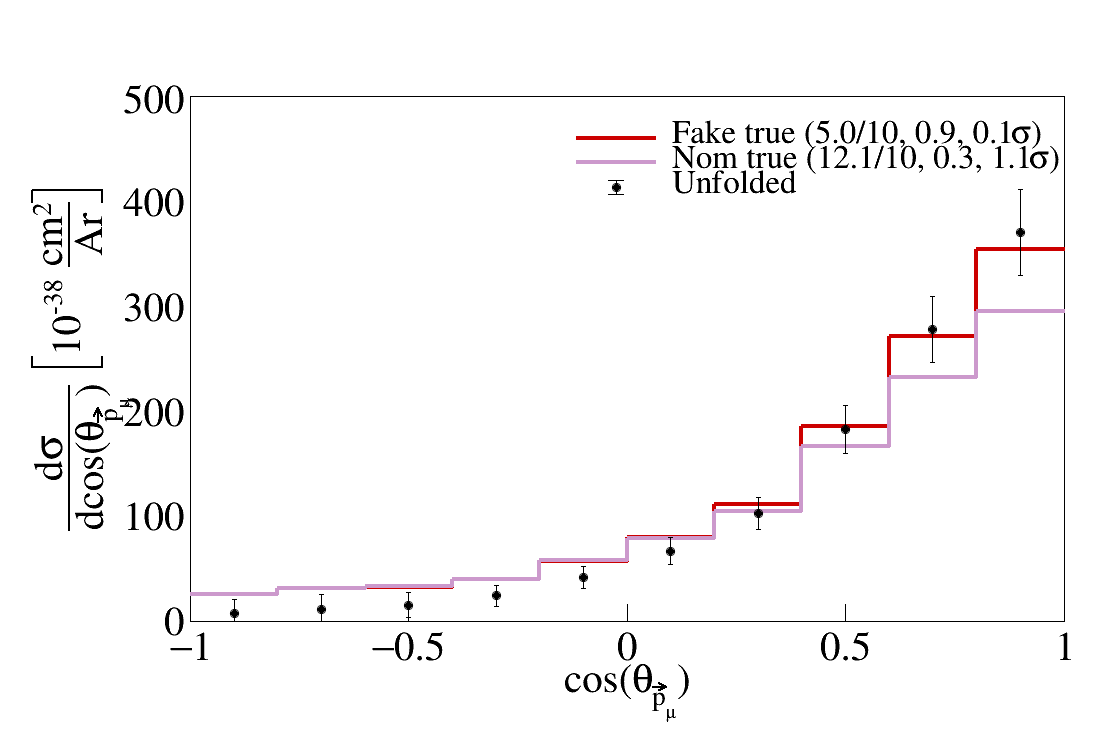 500
400
300
200
100
0
dσ
dcos(θ p⃗ μ)
[10-38 cm2 Ar]
Fake true (5.0/10, 0.9, 0.1σ)
Nom true (12.1/10, 0.3, 1.1σ)
Unfolded
−1 −0.5 0 0.5 1
cos(θ p⃗ μ)